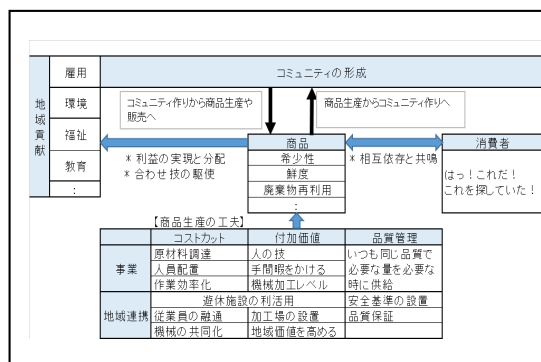 雇用
コミュニティの形成
地域貢献
環境
福祉
教育
:
コミュニティ作りから商品生産や
販売へ
商品生産からコミュニティ作りへ
商品
希少性
鮮度
廃棄物再利用
:
消費者
はっ！これだ！
これを探していた！
* 利益の実現と分配
* 合わせ技の駆使
* 相互依存と共鳴
【商品生産の工夫】
コストカット
付加価値
品質管理
事業
原材料調達
人の技
いつも同じ品質で
人員配置
手間暇をかける
必要な量を必要な
作業効率化
機械加工レベル
時に供給
地域連携
遊休施設の利活用
安全基準の設置
従業員の融通
加工場の設置
品質保証
機械の共同化
地域価値を高める